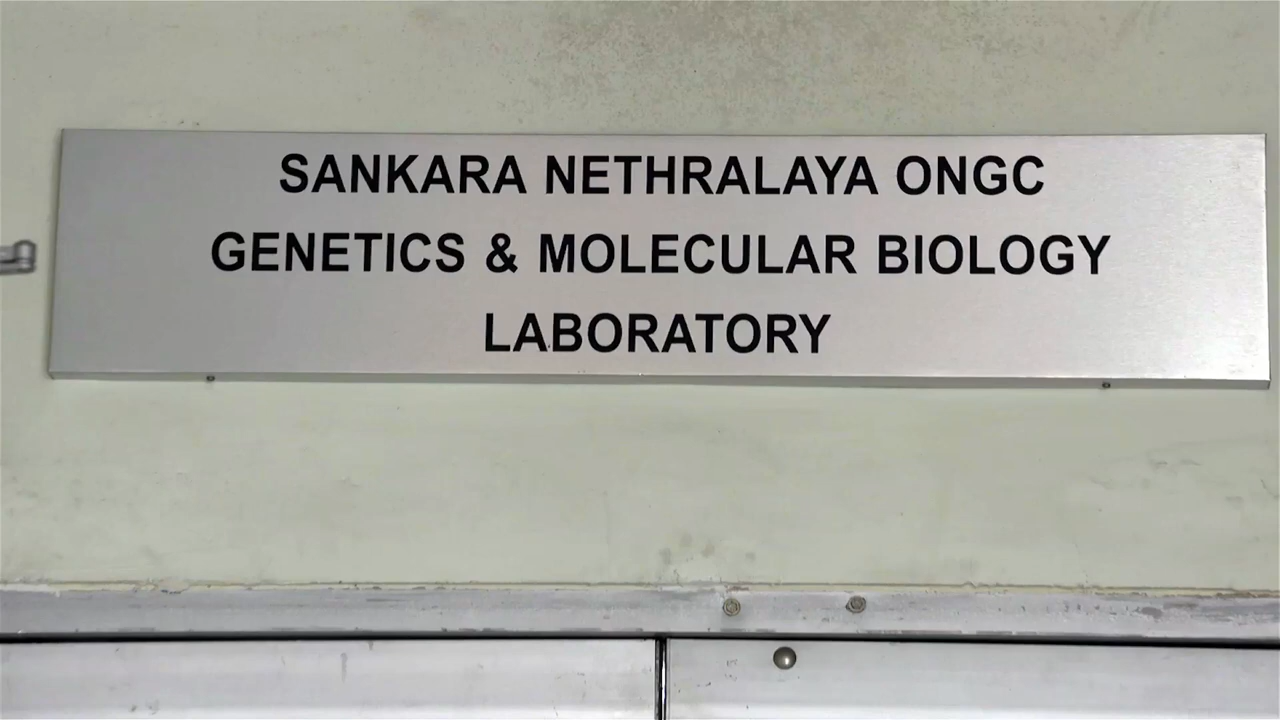 SANKARA NETHRALAYA ONGC
GENETICS & MOLECULAR BIOLOGY
LABORATORY